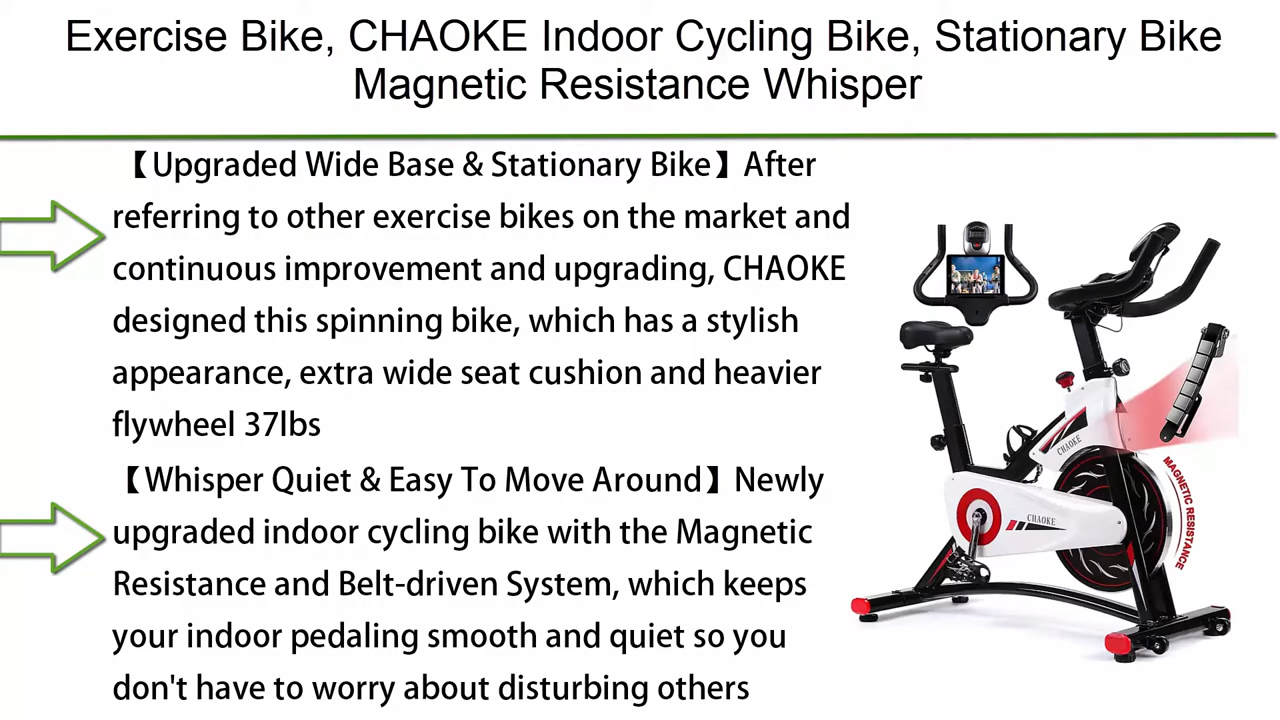 Exercise Bike, CHAOKE Indoor Cycling Bike, Stationary Bike
Magnetic Resistance Whisper
【Upgraded Wide Base & Stationary Bike】After
referring to other exercise bikes on the market and
continuous improvement and upgrading, CHAOKE
designed this spinning bike, which has a stylish
appearance, extra wide seat cushion and heavier
flywheel 37lbs
【Whisper Quiet & Easy To Move Around】Newly
upgraded indoor cycling bike with the Magnetic
Resistance and Belt-driven System, which keeps
your indoor pedaling smooth and quiet so you
don't have to worry about disturbing others
CHAOKE
CHAOKE
MAGNETIC RESISTANCE